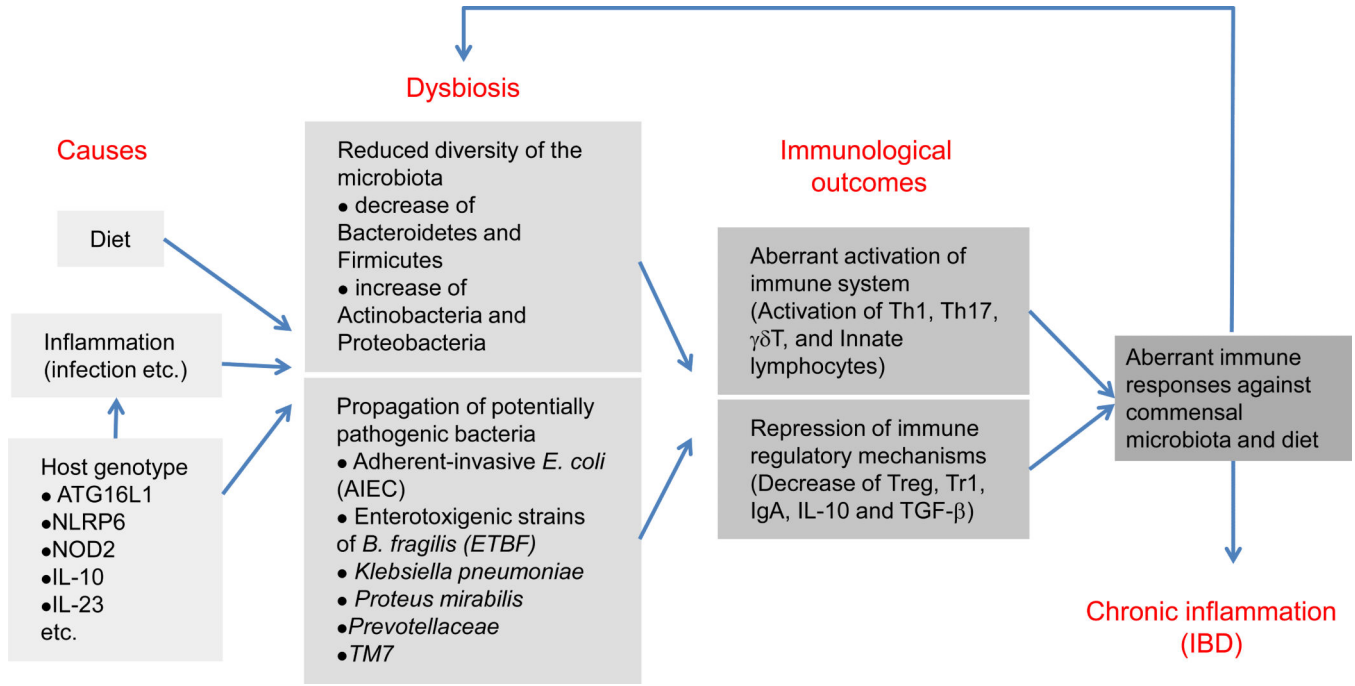 Causes
Diet
Inflammation
(infection etc.)
Host genotype
● ATG16L1
●NLRP6
●NOD2
●IL-10
●IL-23
etc.
Dysbiosis
Reduced diversity of the
microbiota
● decrease of
Bacteroidetes and
Firmicutes
● increase of
Actinobacteria and
Proteobacteria
Propagation of potentially
pathogenic bacteria
● Adherent-invasive E. coli
(AIEC)
● Enterotoxigenic strains
of B. fragilis (ETBF)
● Klebsiella pneumoniae
● Proteus mirabilis
●Prevotellaceae
●TM7
Immunological
outcomes
Aberrant activation of
immune system
(Activation of Th1, Th17,
γδT, and Innate
lymphocytes)
Repression of immune
regulatory mechanisms
(Decrease of Treg, Tr1,
IgA, IL-10 and TGF-β)
Aberrant immune
responses against
commensal
microbiota and diet
Chronic inflammation
(IBD)